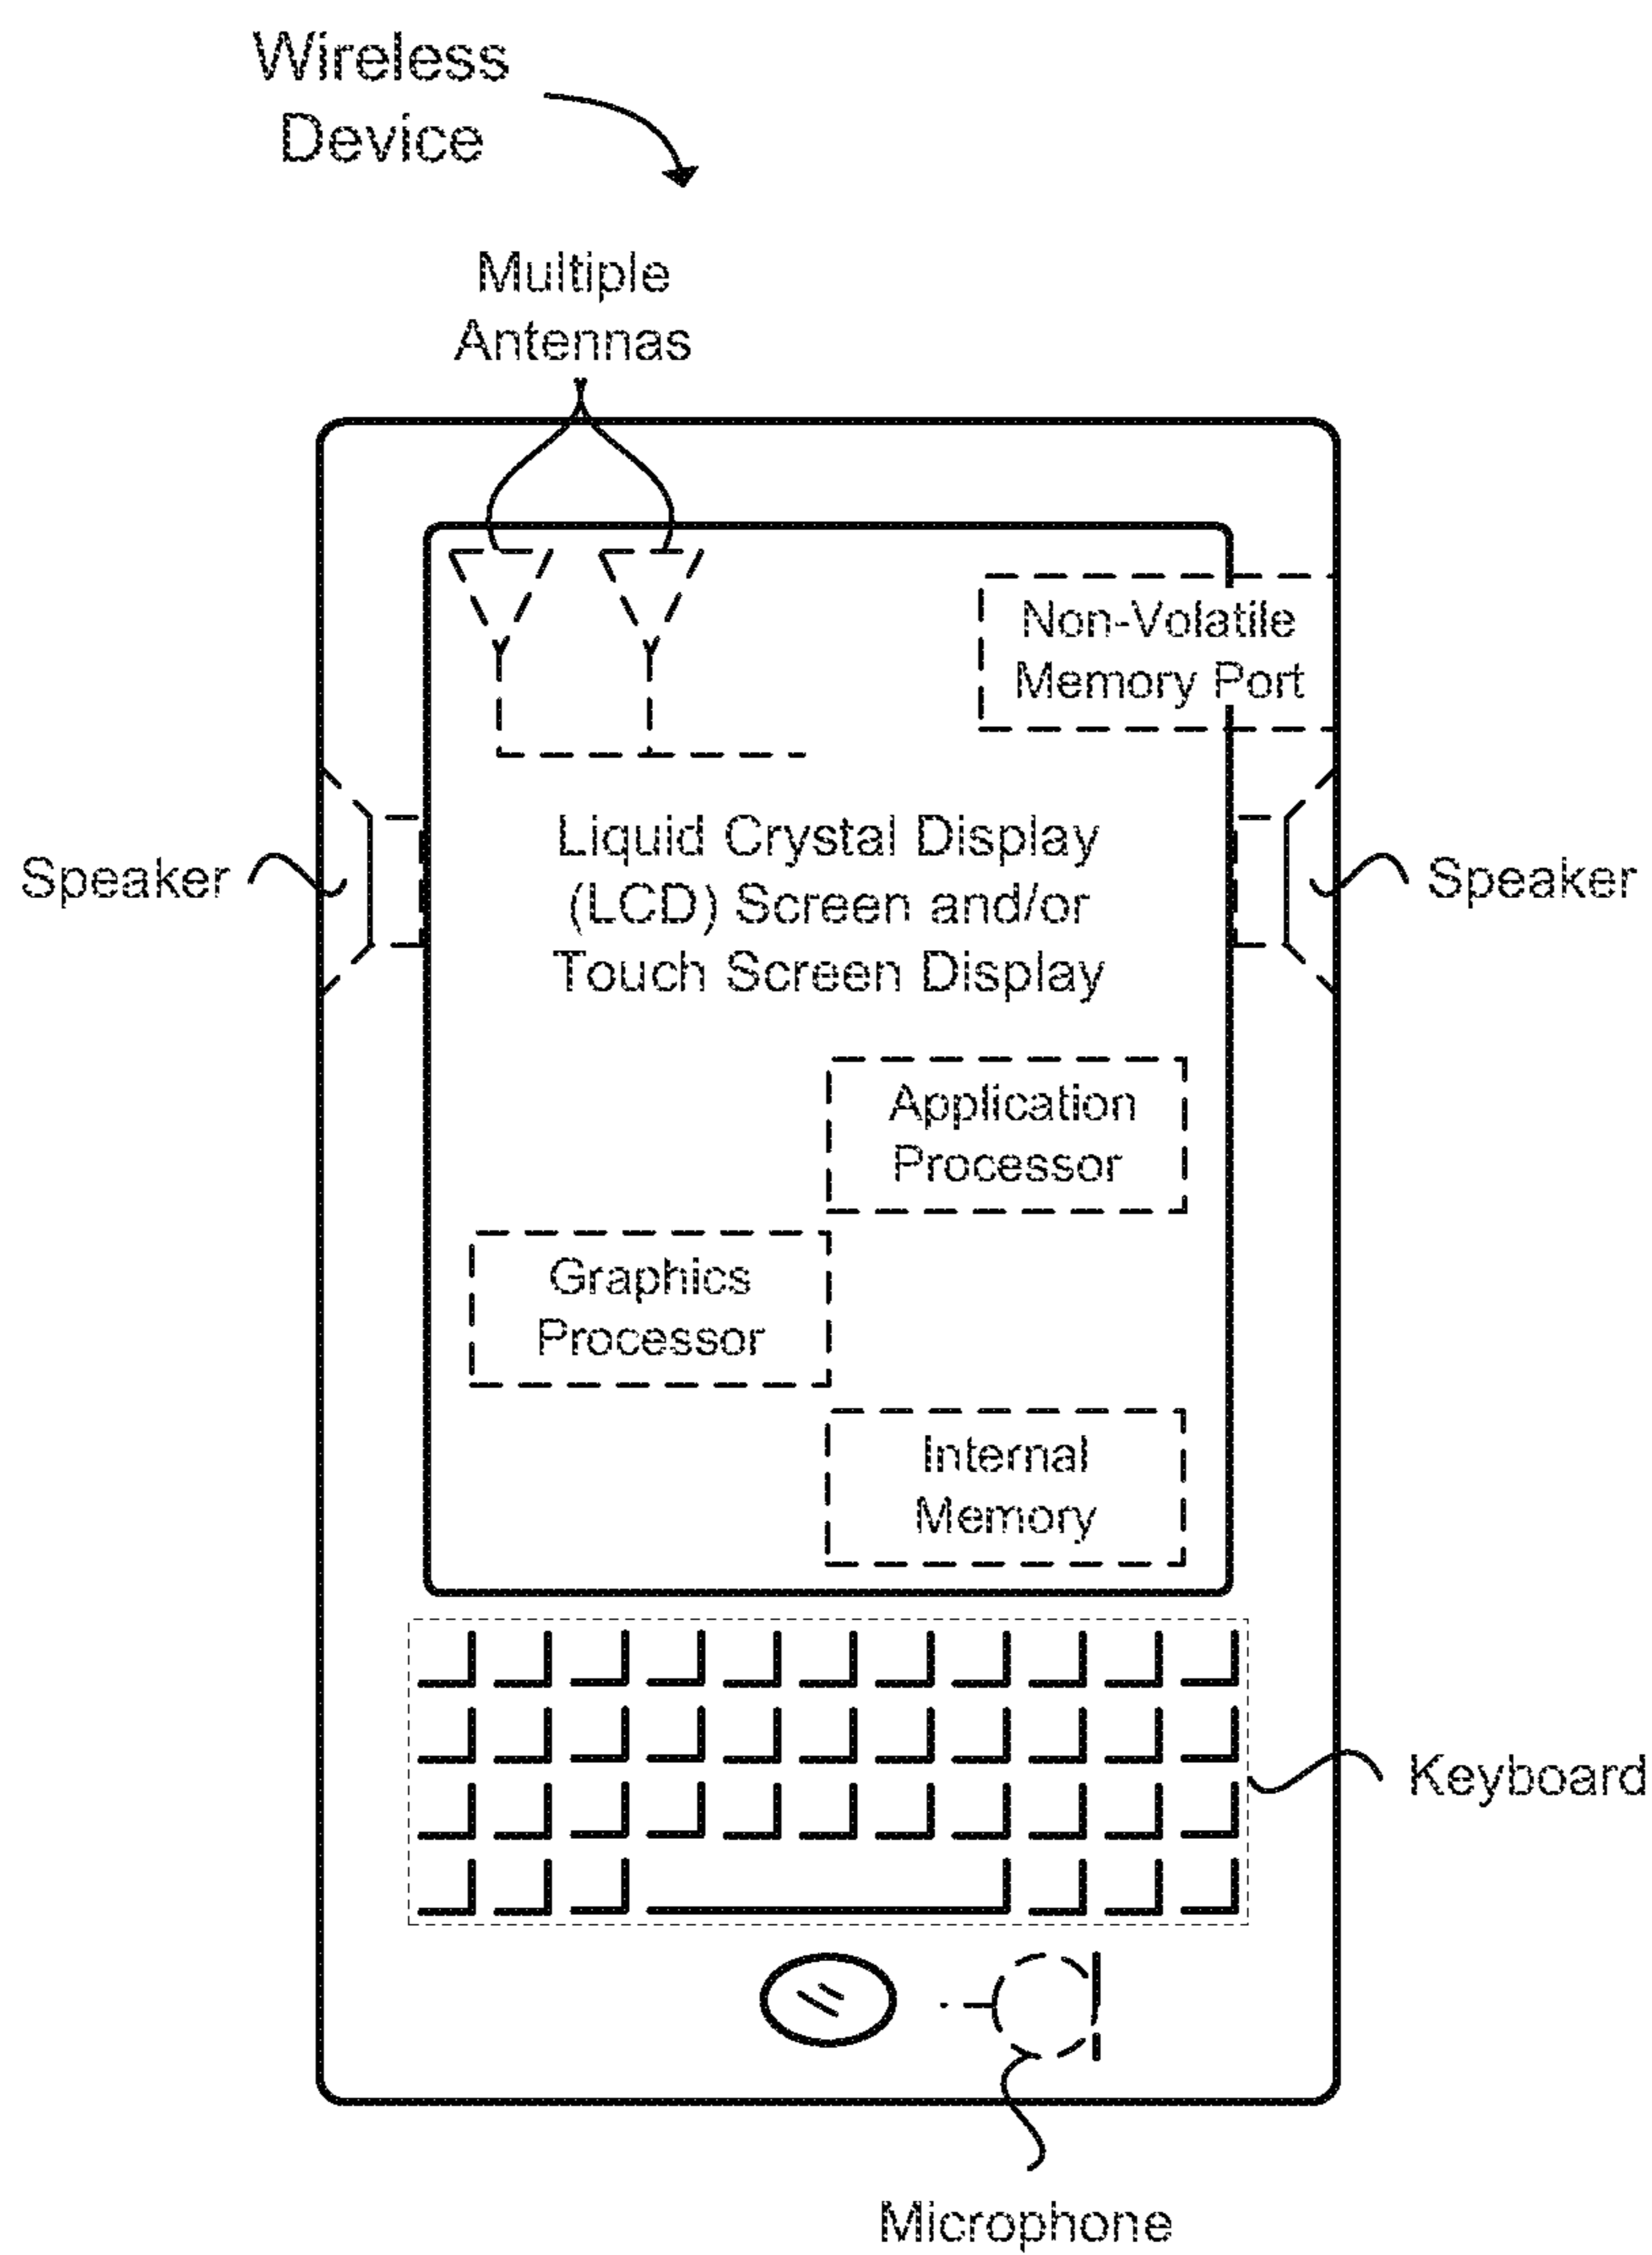 Wireless
Device
Multiple
Antennas
Non-Volatile
Memory Port
Speaker
Liquid Crystal Display
(LCD) Screen and/or
Touch Screen Display
Speaker
Application
Processor
Graphics
Processor
Internal
Memory
Keyboard
Microphone